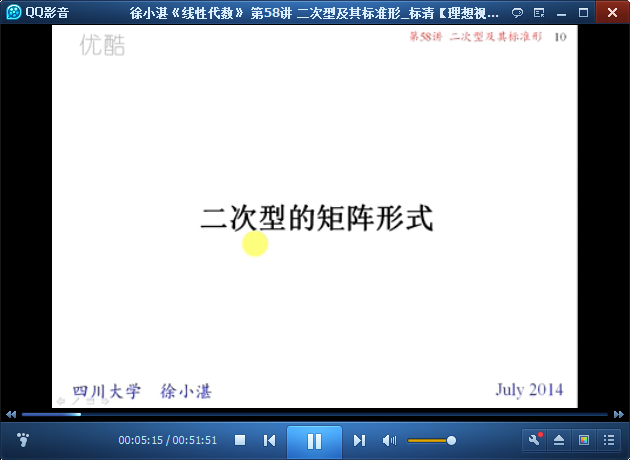 QQ影音
徐小湛《线性代数》 第58讲 二次型及其标准形_标清【理想视...
优酷
第58讲 二次型及其标准形 10
二次型的矩阵形式
四川大学 徐小湛
July 2014
00:05:15 / 00:51:51